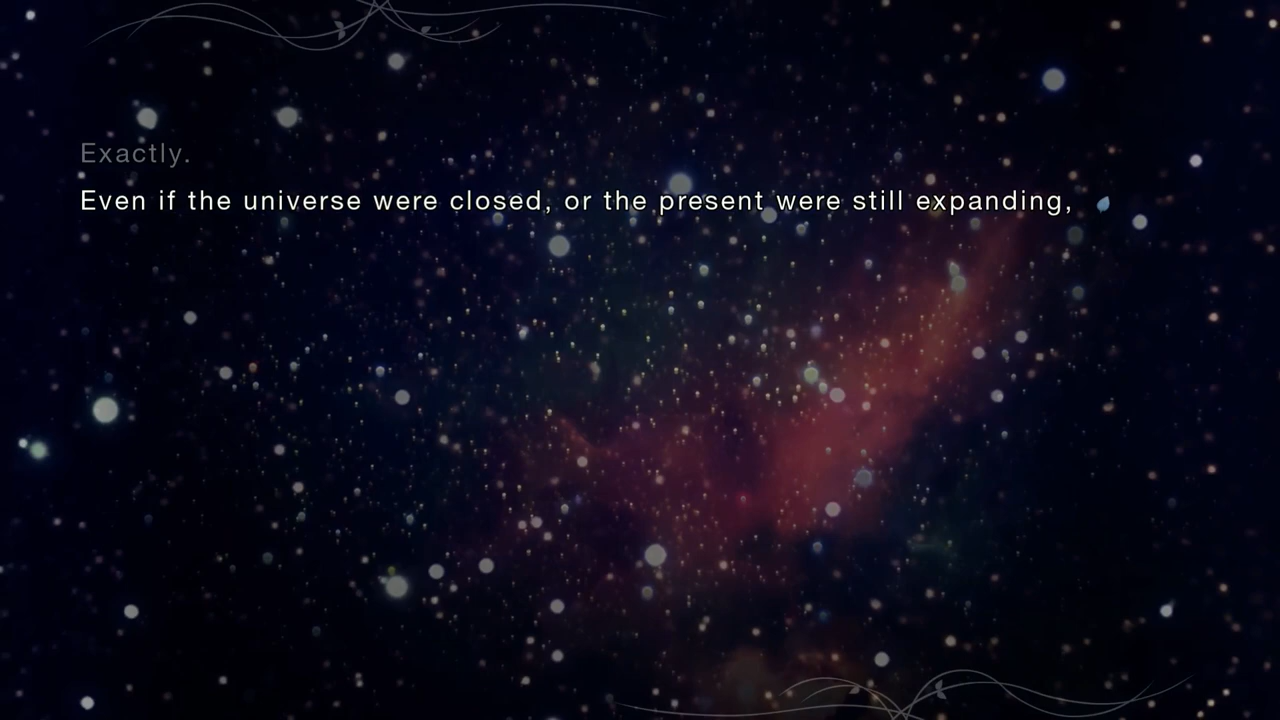 Exactly.
Even if the universe were closed, or the present were still expanding,